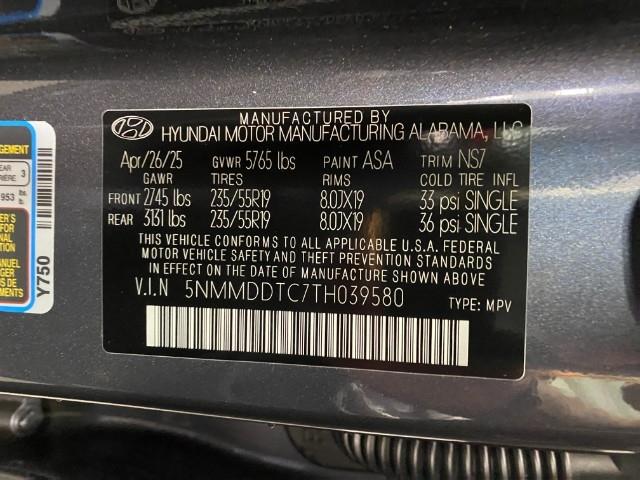 MANUFACTURED BY
HYUNDAI MOTOR MANUFACTURING ALABAMA, LLC
Apr/26/25 GVWR 5765 lbs PAINT ASA TRIM NS7
GAWR TIRES RIMS COLD TIRE INFL
FRONT 2745 lbs 235/55R19 8.0JX19 33 psi SINGLE
REAR 3131 lbs 235/55R19 8.0JX19 36 psi SINGLE
THIS VEHICLE CONFORMS TO ALL APPLICABLE U.S.A. FEDERAL
MOTOR VEHICLE SAFETY AND THEFT PREVENTION STANDARDS
IN EFFECT ON THE DATE OF MANUFACTURE SHOWN ABOVE
V.I.N 5NMMDDTC7TH039580 TYPE: MPV
3
953
Y750